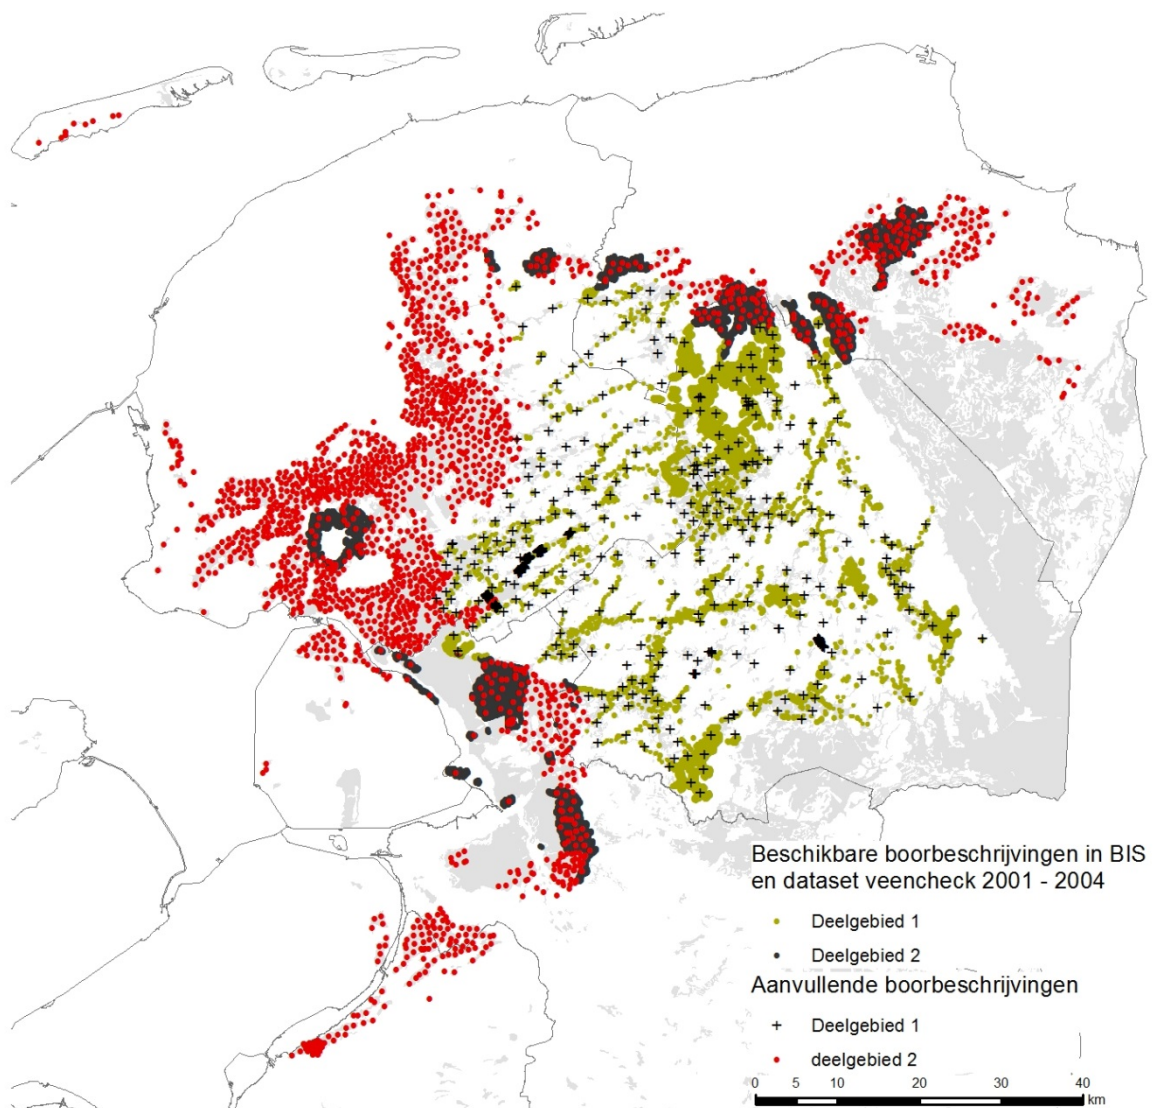 Beschikbare boorbeschrijvingen in BIS
en dataset veencheck 2001 - 2004
Deelgebied 1
Deelgebied 2
Aanvullende boorbeschrijvingen
Deelgebied 1
deelgebied 2
0 5 10 20 30 40
km